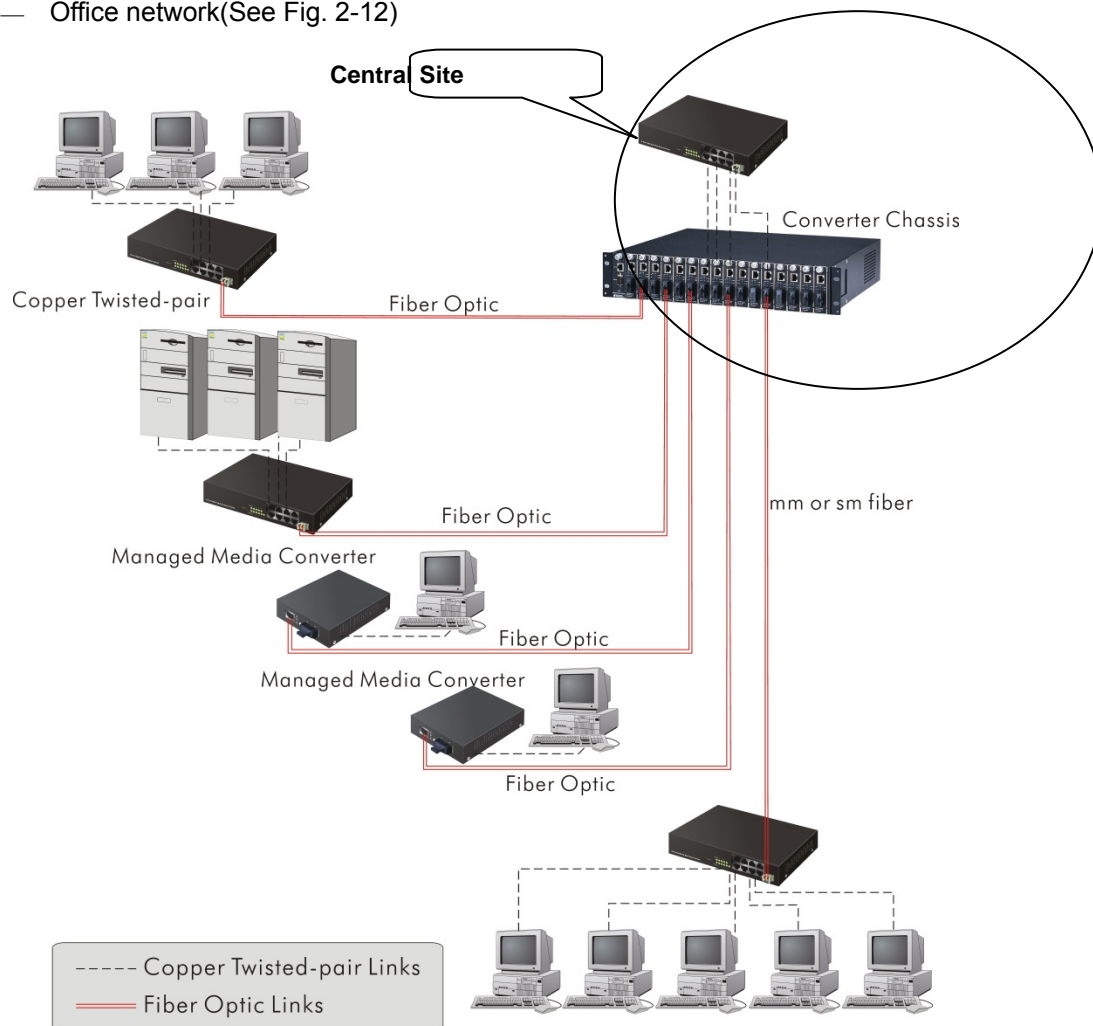 — Office network(See Fig. 2-12)
Central Site
Converter Chassis
Copper Twisted-pair
Fiber Optic
Fiber Optic
mm or sm fiber
Managed Media Converter
Fiber Optic
Managed Media Converter
Fiber Optic
----- Copper Twisted-pair Links
Fiber Optic Links